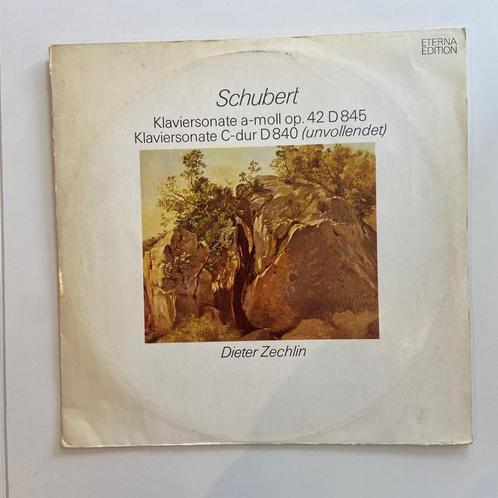 ETERNA
EDITION
Schubert
Klaviersonate a-moll op. 42 D 845
Klaviersonate C-dur D 840 (unvollendet)
Dieter Zechlin